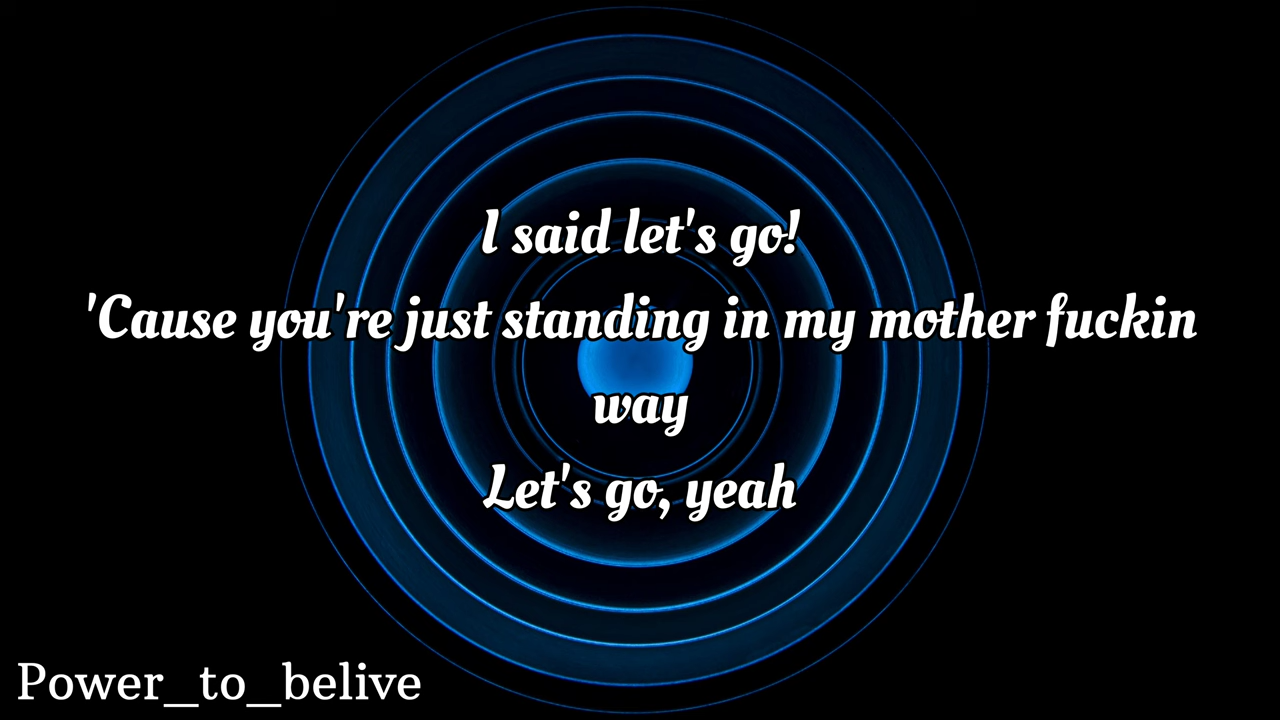 I said let's go!
'Cause you're just standing in my mother fuckin
way
Let's go, yeah
Power_to_belive